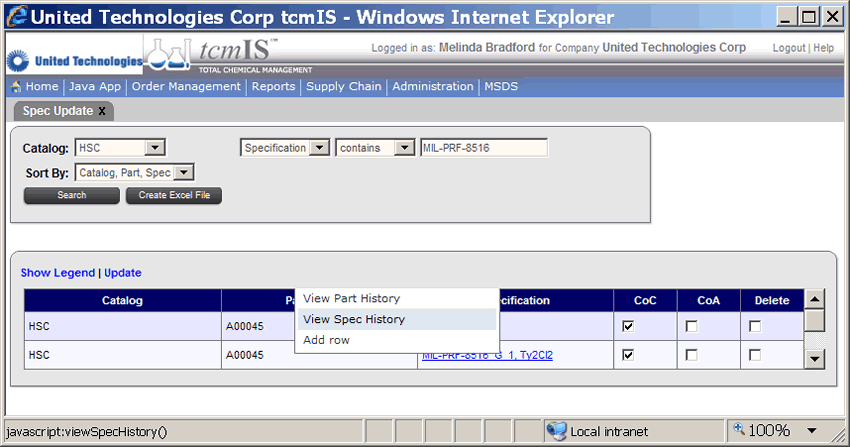 United Technologies Corp tcmIS - Windows Internet Explorer
United Technologies
tcmIS™
TOTAL CHEMICAL MANAGEMENT
Logged in as: Melinda Bradford for Company United Technologies Corp
Logout | Help
Home | Java App | Order Management | Reports | Supply Chain | Administration | MSDS
Spec Update x
Catalog: HSC Specification contains MIL-PRF-8516
Sort By: Catalog, Part, Spec
Search Create Excel File
Show Legend | Update
Catalog Pa cification CoC CoA Delete
View Part History
View Spec History
Add row
HSC A00045
HSC A00045 MIL-PRF-8516 G 1, Ty2Cl2
javascript:viewSpecHistory() Local intranet 100%